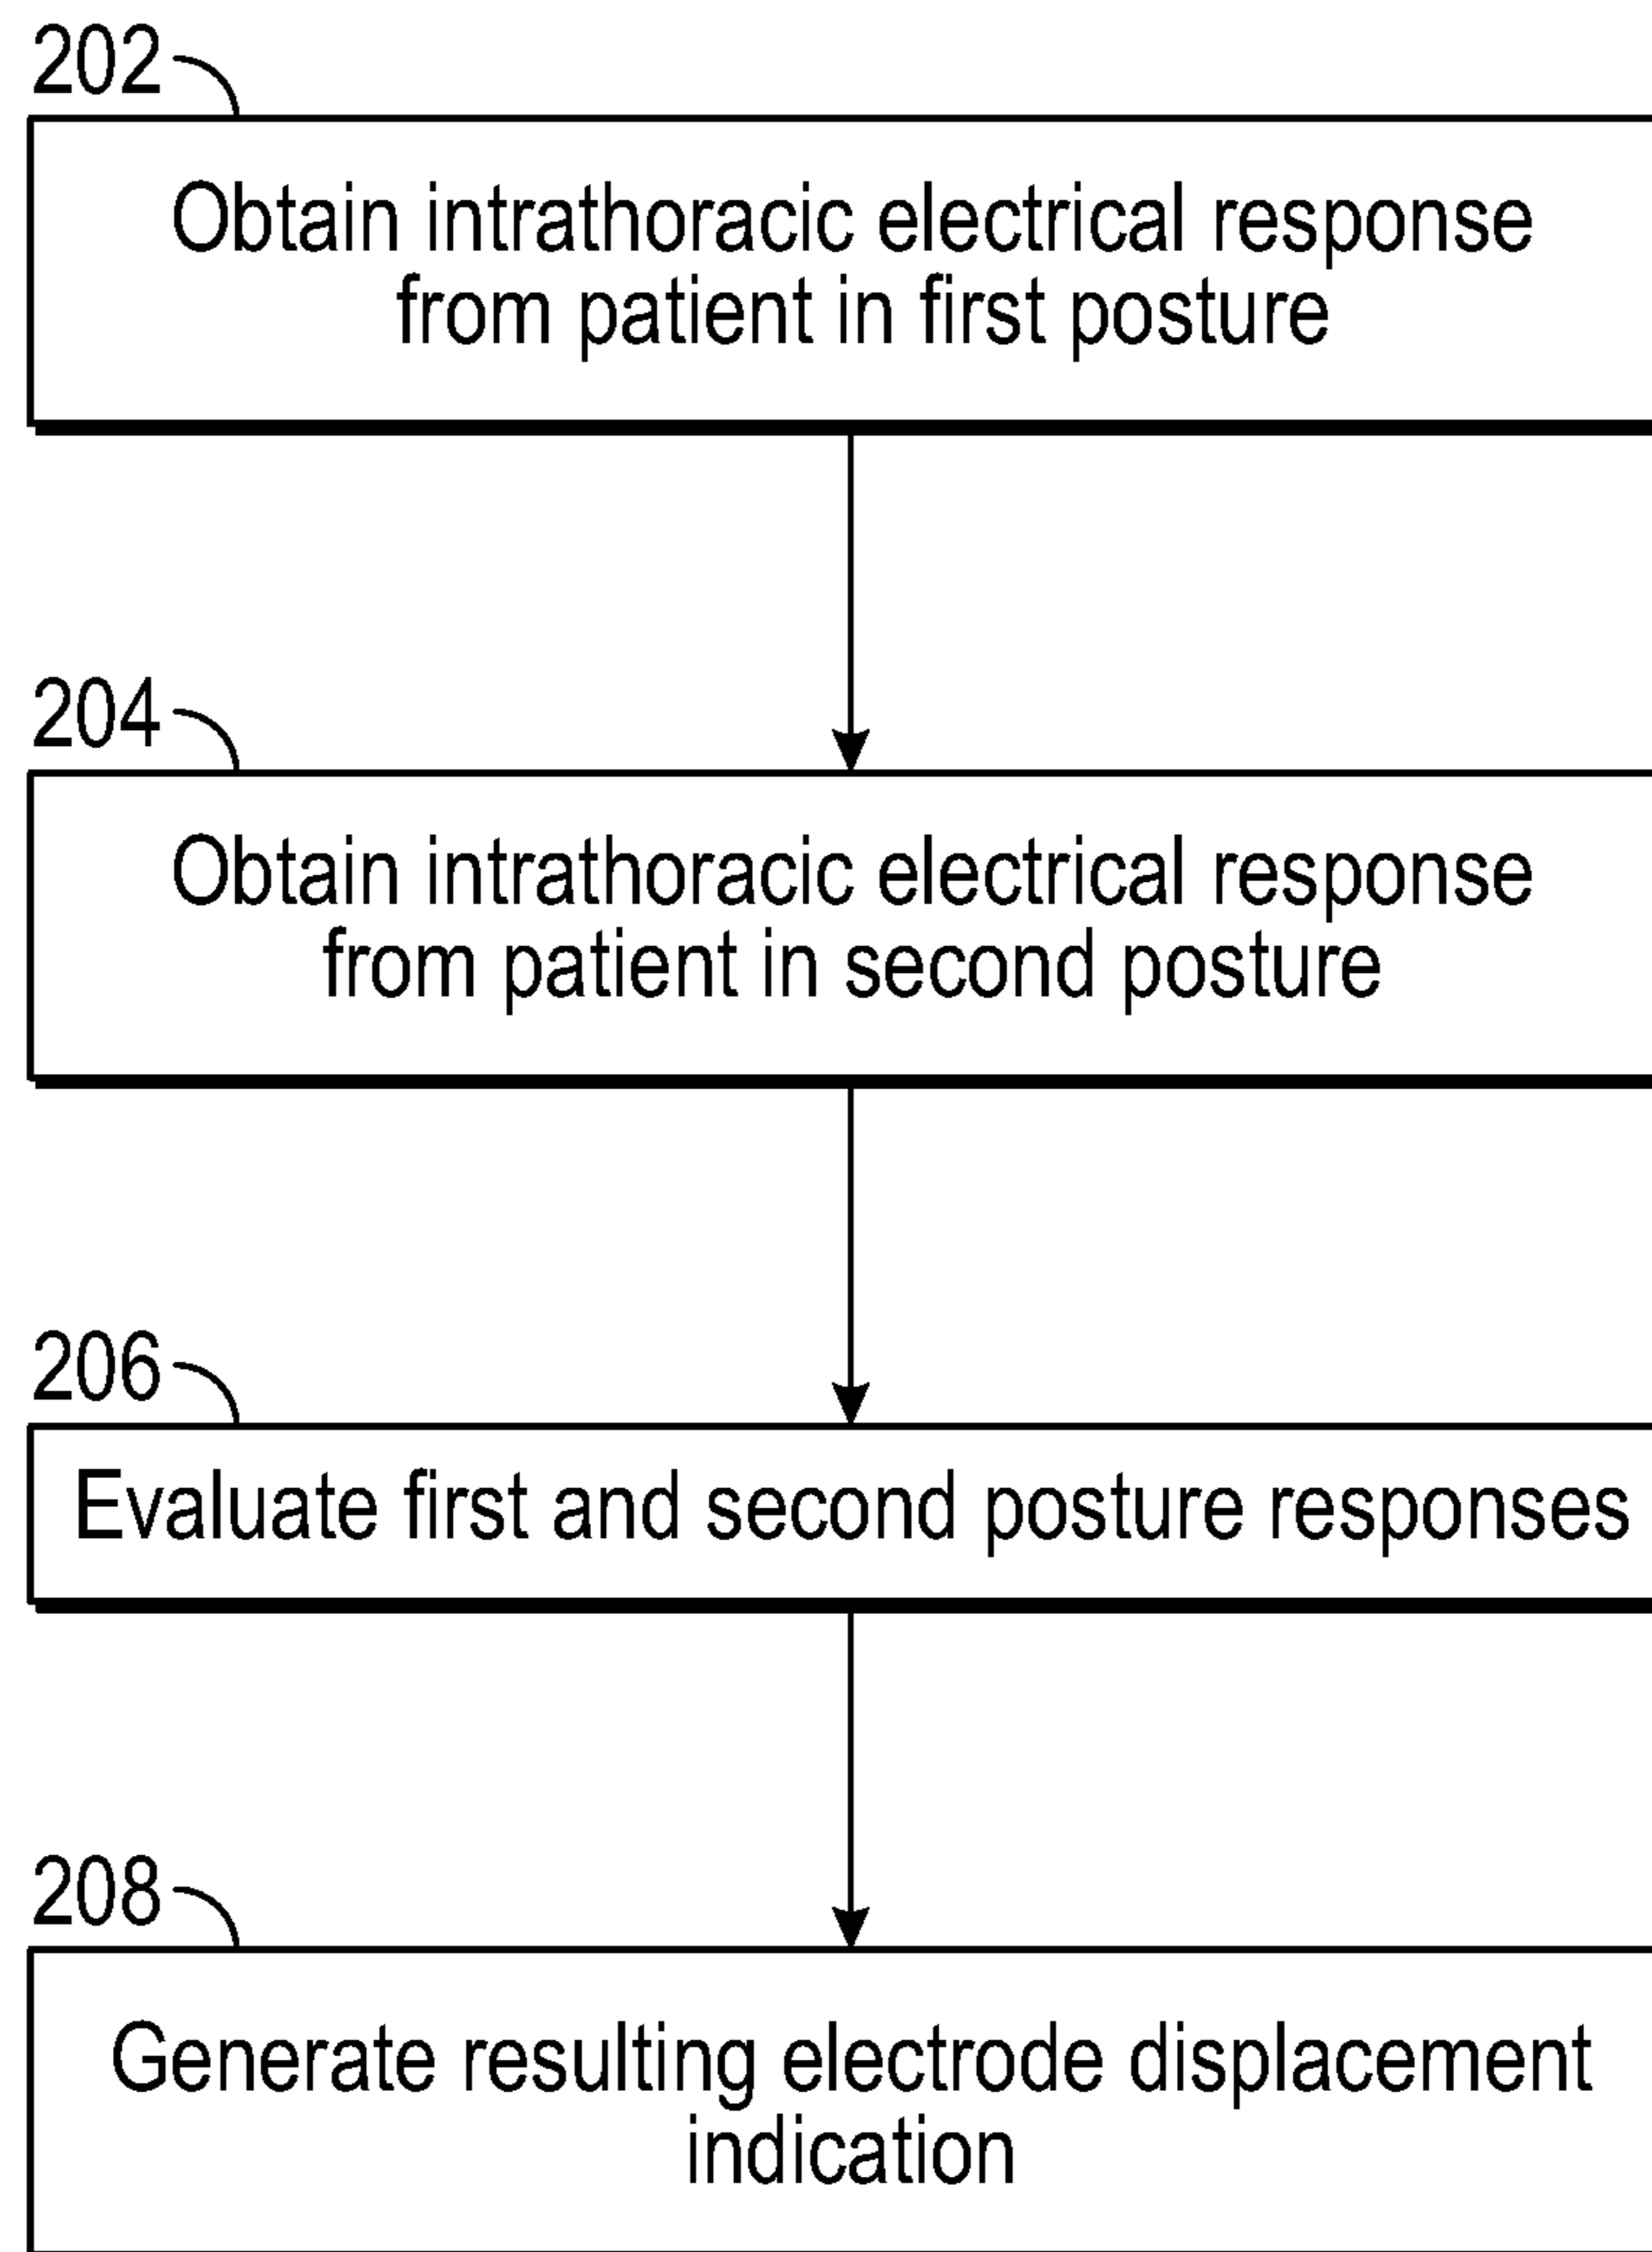 202
Obtain intrathoracic electrical response
from patient in first posture
204
Obtain intrathoracic electrical response
from patient in second posture
206
Evaluate first and second posture responses
208
Generate resulting electrode displacement
indication